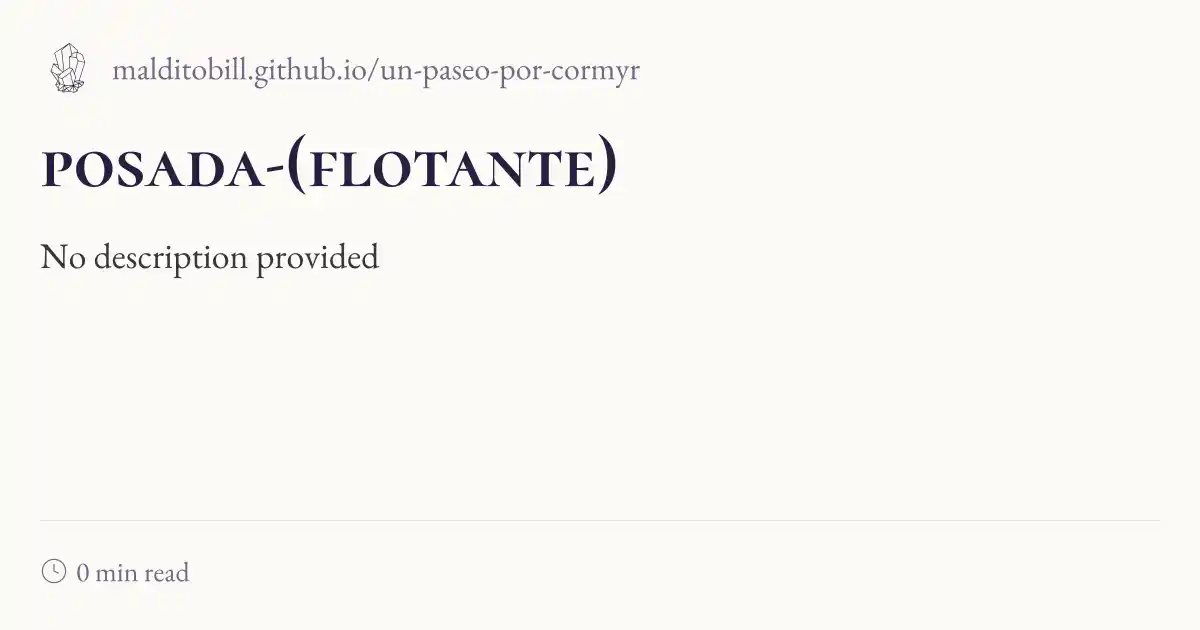 malditobill.github.io/un-paseo-por-cormyr
POSADA-(FLOTANTE)
No description provided
0 min read